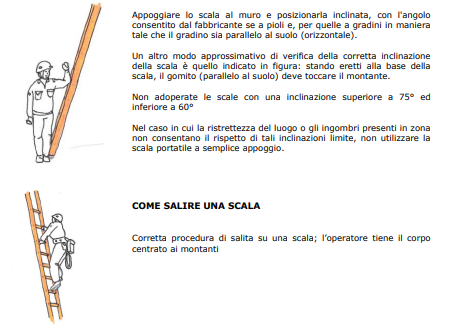 Appoggiare lo scala al muro e posizionarla inclinata, con l'angolo
consentito dal fabbricante se a pioli e, per quelle a gradini in maniera
tale che il gradino sia parallelo al suolo (orizzontale).
Un altro modo approssimativo di verifica della corretta inclinazione
della scala è quello indicato in figura: stando eretti alla base della
scala, il gomito (parallelo al suolo) deve toccare il montante.
Non adoperate le scale con una inclinazione superiore a 75° ed
inferiore a 60°
Nel caso in cui la ristrettezza del luogo o gli ingombri presenti in zona
non consentano il rispetto di tali inclinazioni limite, non utilizzare la
scala portatile a semplice appoggio.
COME SALIRE UNA SCALA
Corretta procedura di salita su una scala; l'operatore tiene il corpo
centrato ai montanti